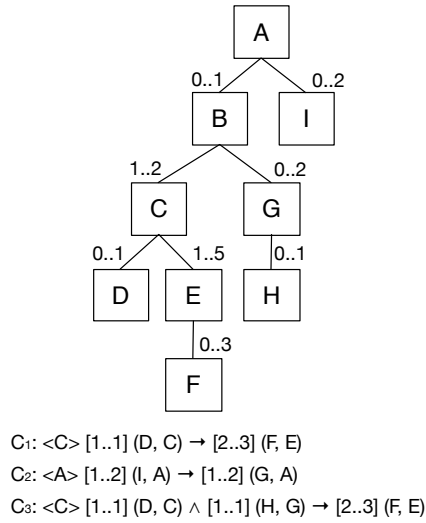 A
0..1 0..2
B I
1..2 0..2
C G
0..1 1..5 0..1
D E H
0..3
F
C₁: <C> [1..1] (D, C) → [2..3] (F, E)
C₂: <A> [1..2] (I, A) → [1..2] (G, A)
C₃: <C> [1..1] (D, C) ∧ [1..1] (H, G) → [2..3] (F, E)